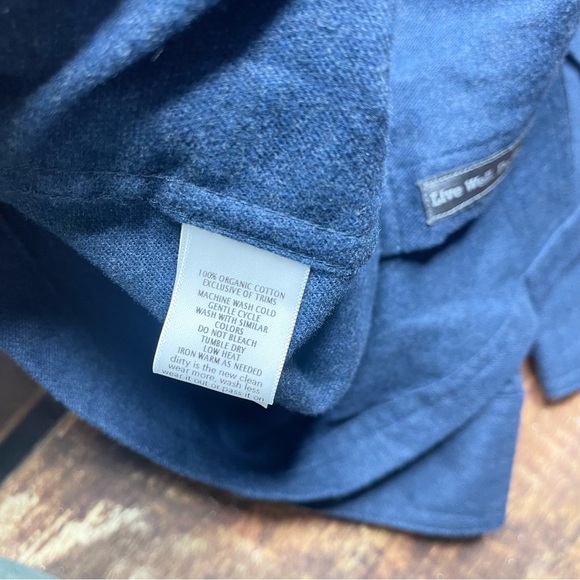 100% ORGANIC COTTON
EXCLUSIVE OF TRIMS
MACHINE WASH COLD
GENTLE CYCLE
WASH WITH SIMILAR
COLORS
DO NOT BLEACH
TUMBLE DRY
LOW HEAT
IRON WARM AS NEEDED
dirty is the new clean
wear more, wash less
wear it out or pass it on
Live Well